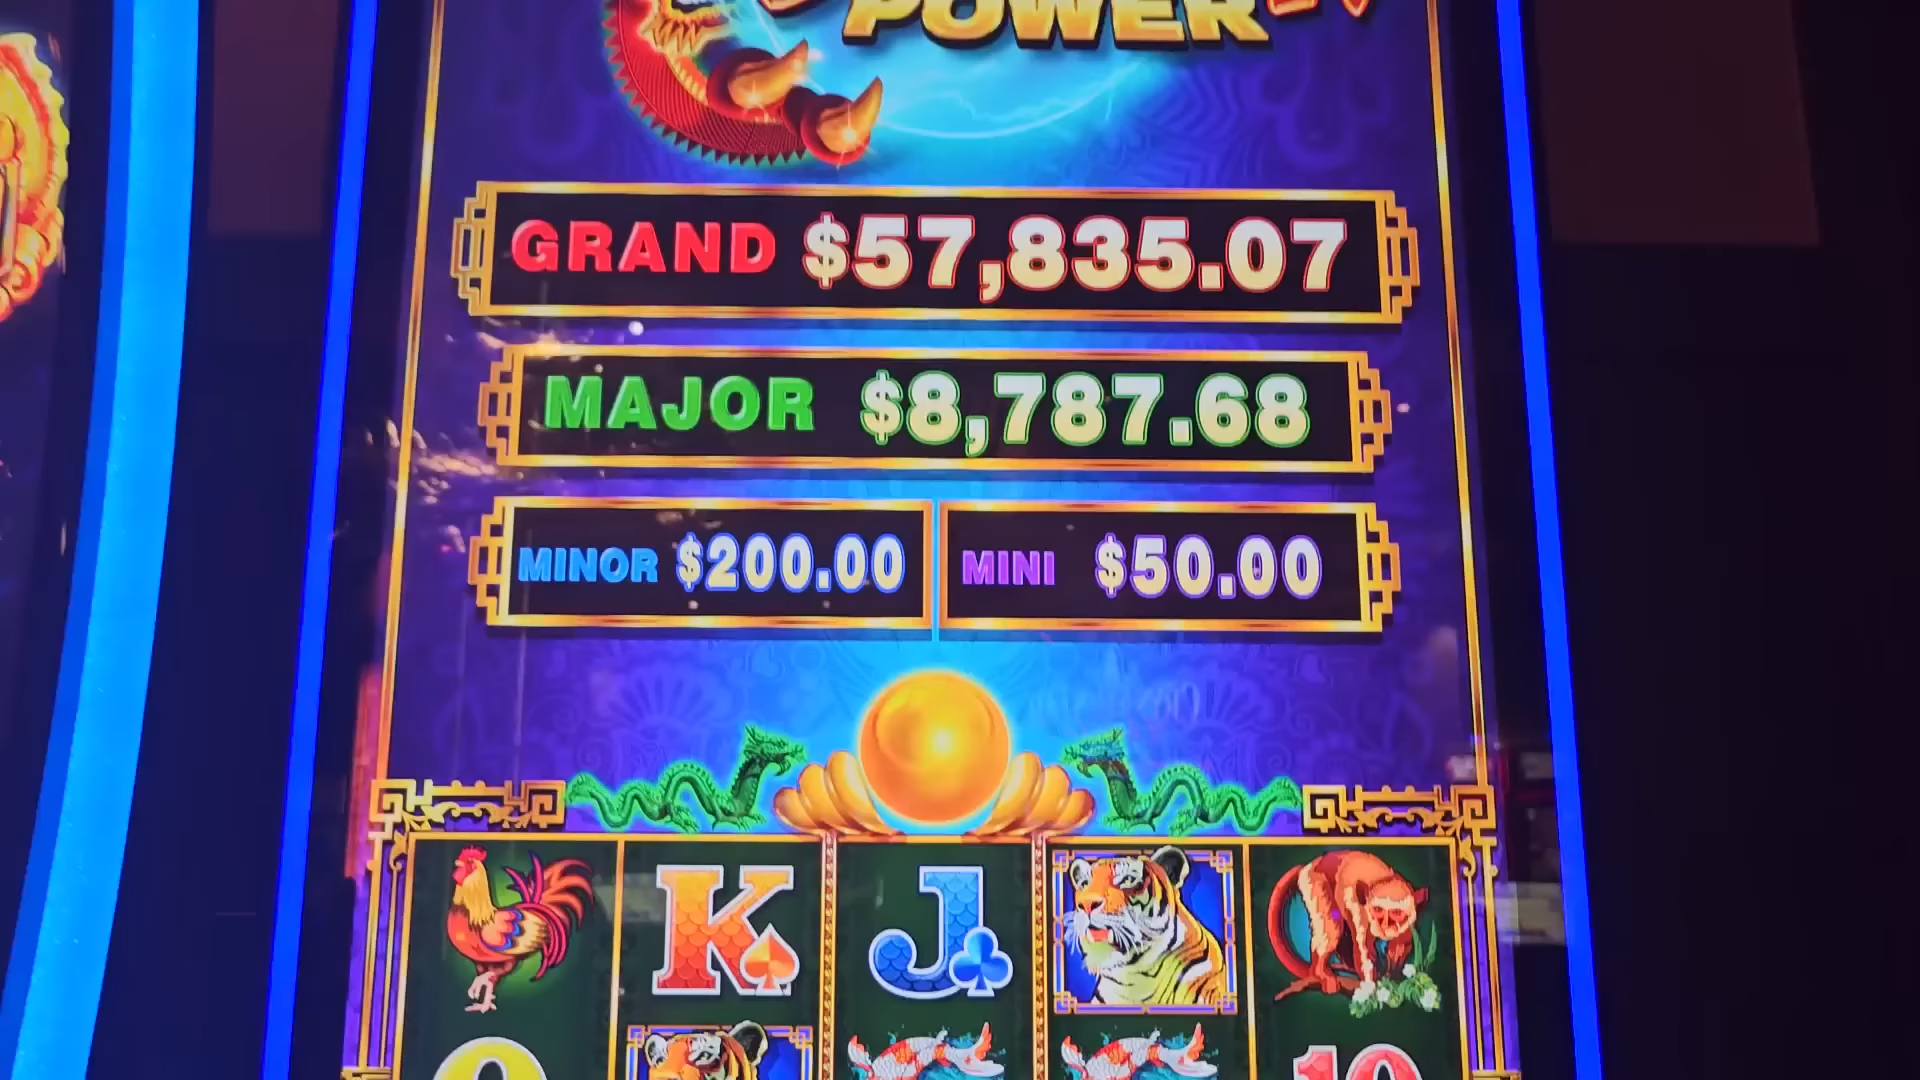 POWER
GRAND $57,835.07
MAJOR $8,787.68
MINOR $200.00 MINI $50.00
K J
10